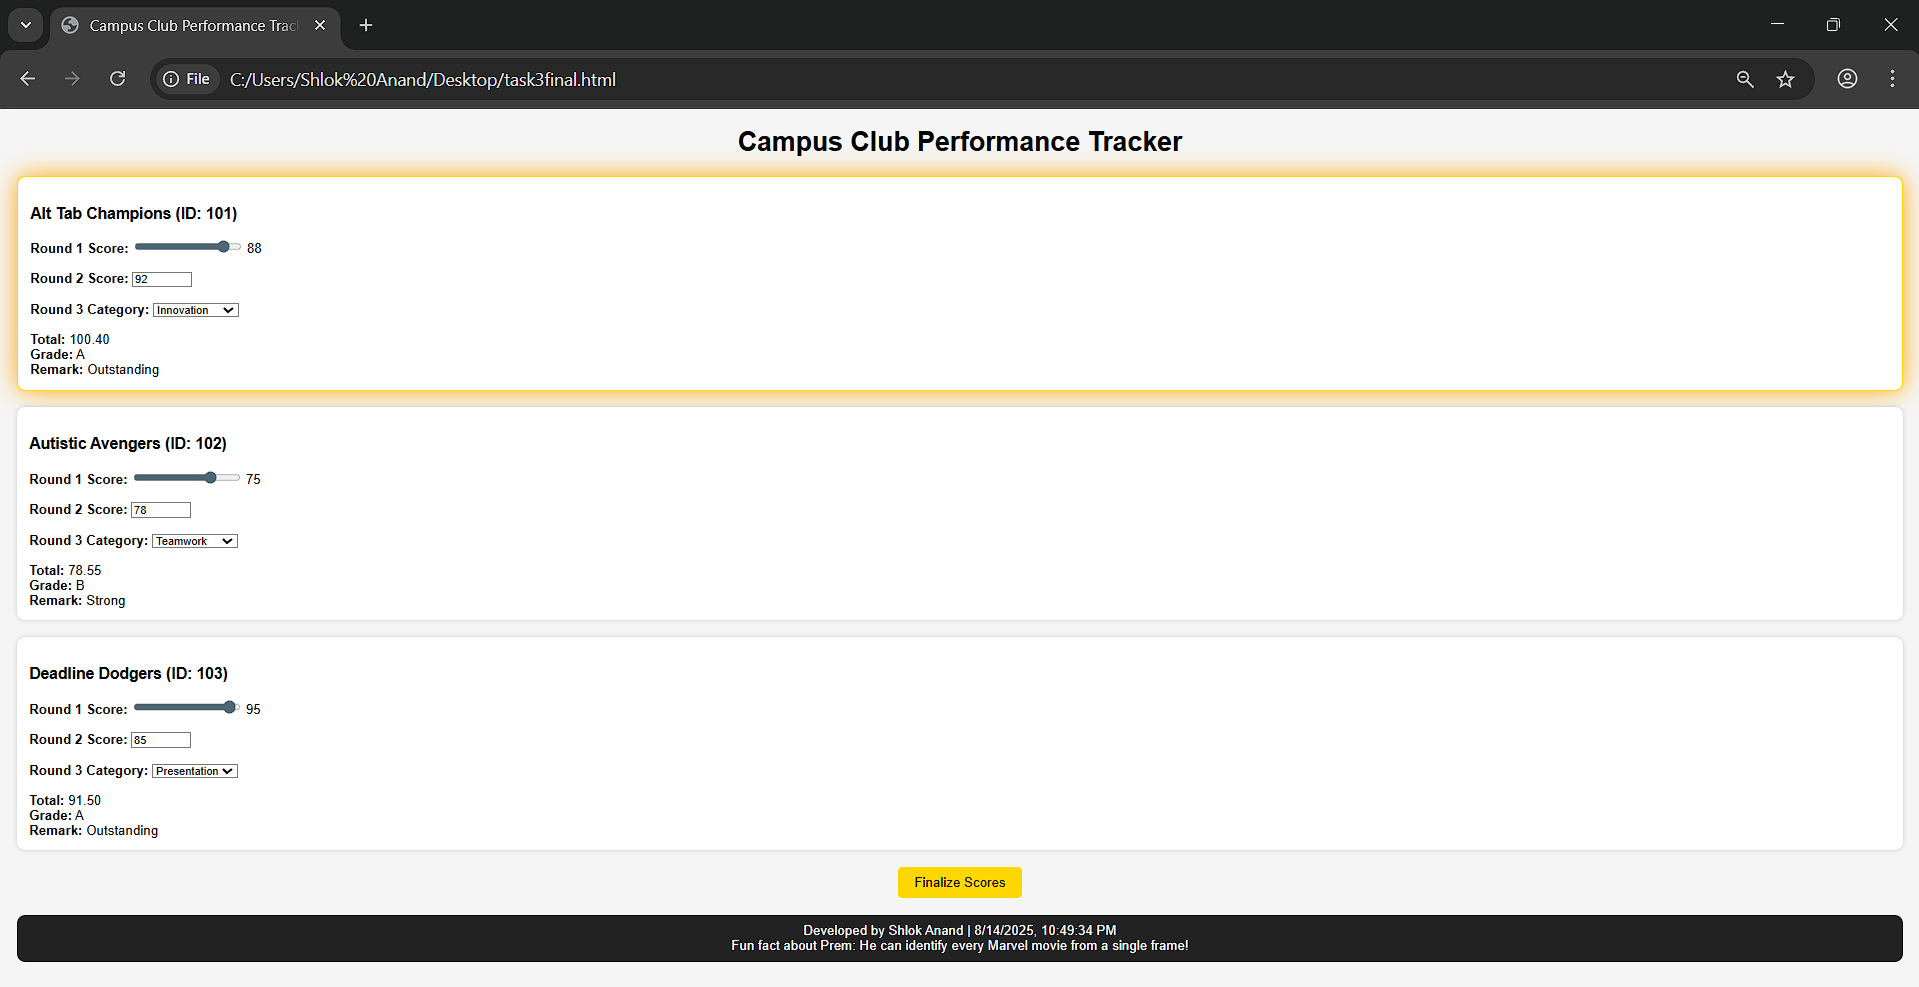 Campus Club Performance Trac
File
C:/Users/Shlok%20Anand/Desktop/task3final.html
Campus Club Performance Tracker
Alt Tab Champions (ID: 101)
Round 1 Score: 88
Round 2 Score: 92
Round 3 Category: Innovation
Total: 100.40
Grade: A
Remark: Outstanding
Autistic Avengers (ID: 102)
Round 1 Score: 75
Round 2 Score: 78
Round 3 Category: Teamwork
Total: 78.55
Grade: B
Remark: Strong
Deadline Dodgers (ID: 103)
Round 1 Score: 95
Round 2 Score: 85
Round 3 Category: Presentation
Total: 91.50
Grade: A
Remark: Outstanding
Finalize Scores
Developed by Shlok Anand | 8/14/2025, 10:49:34 PM
Fun fact about Prem: He can identify every Marvel movie from a single frame!